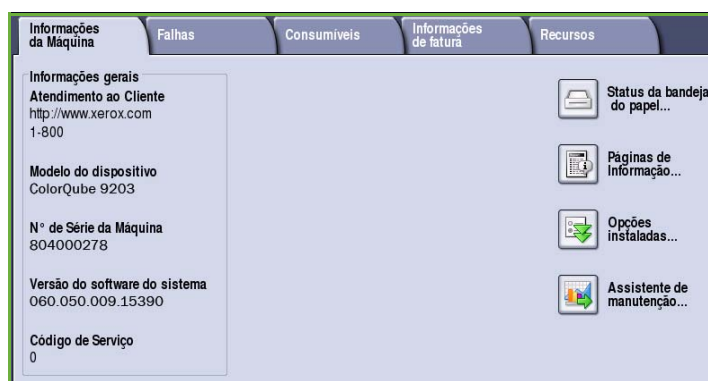 Informações
da Máquina
Falhas
Consumíveis
Informações
de fatura
Recursos
Informações gerais
Atendimento ao Cliente
http://www.xerox.com
1-800
Modelo do dispositivo
ColorQube 9203
N° de Série da Máquina
804000278
Versão do software do sistema
060.050.009.15390
Código de Serviço
0
Status da bandeja
do papel...
Páginas de
Informação...
Opções
instaladas...
Assistente de
manutenção...